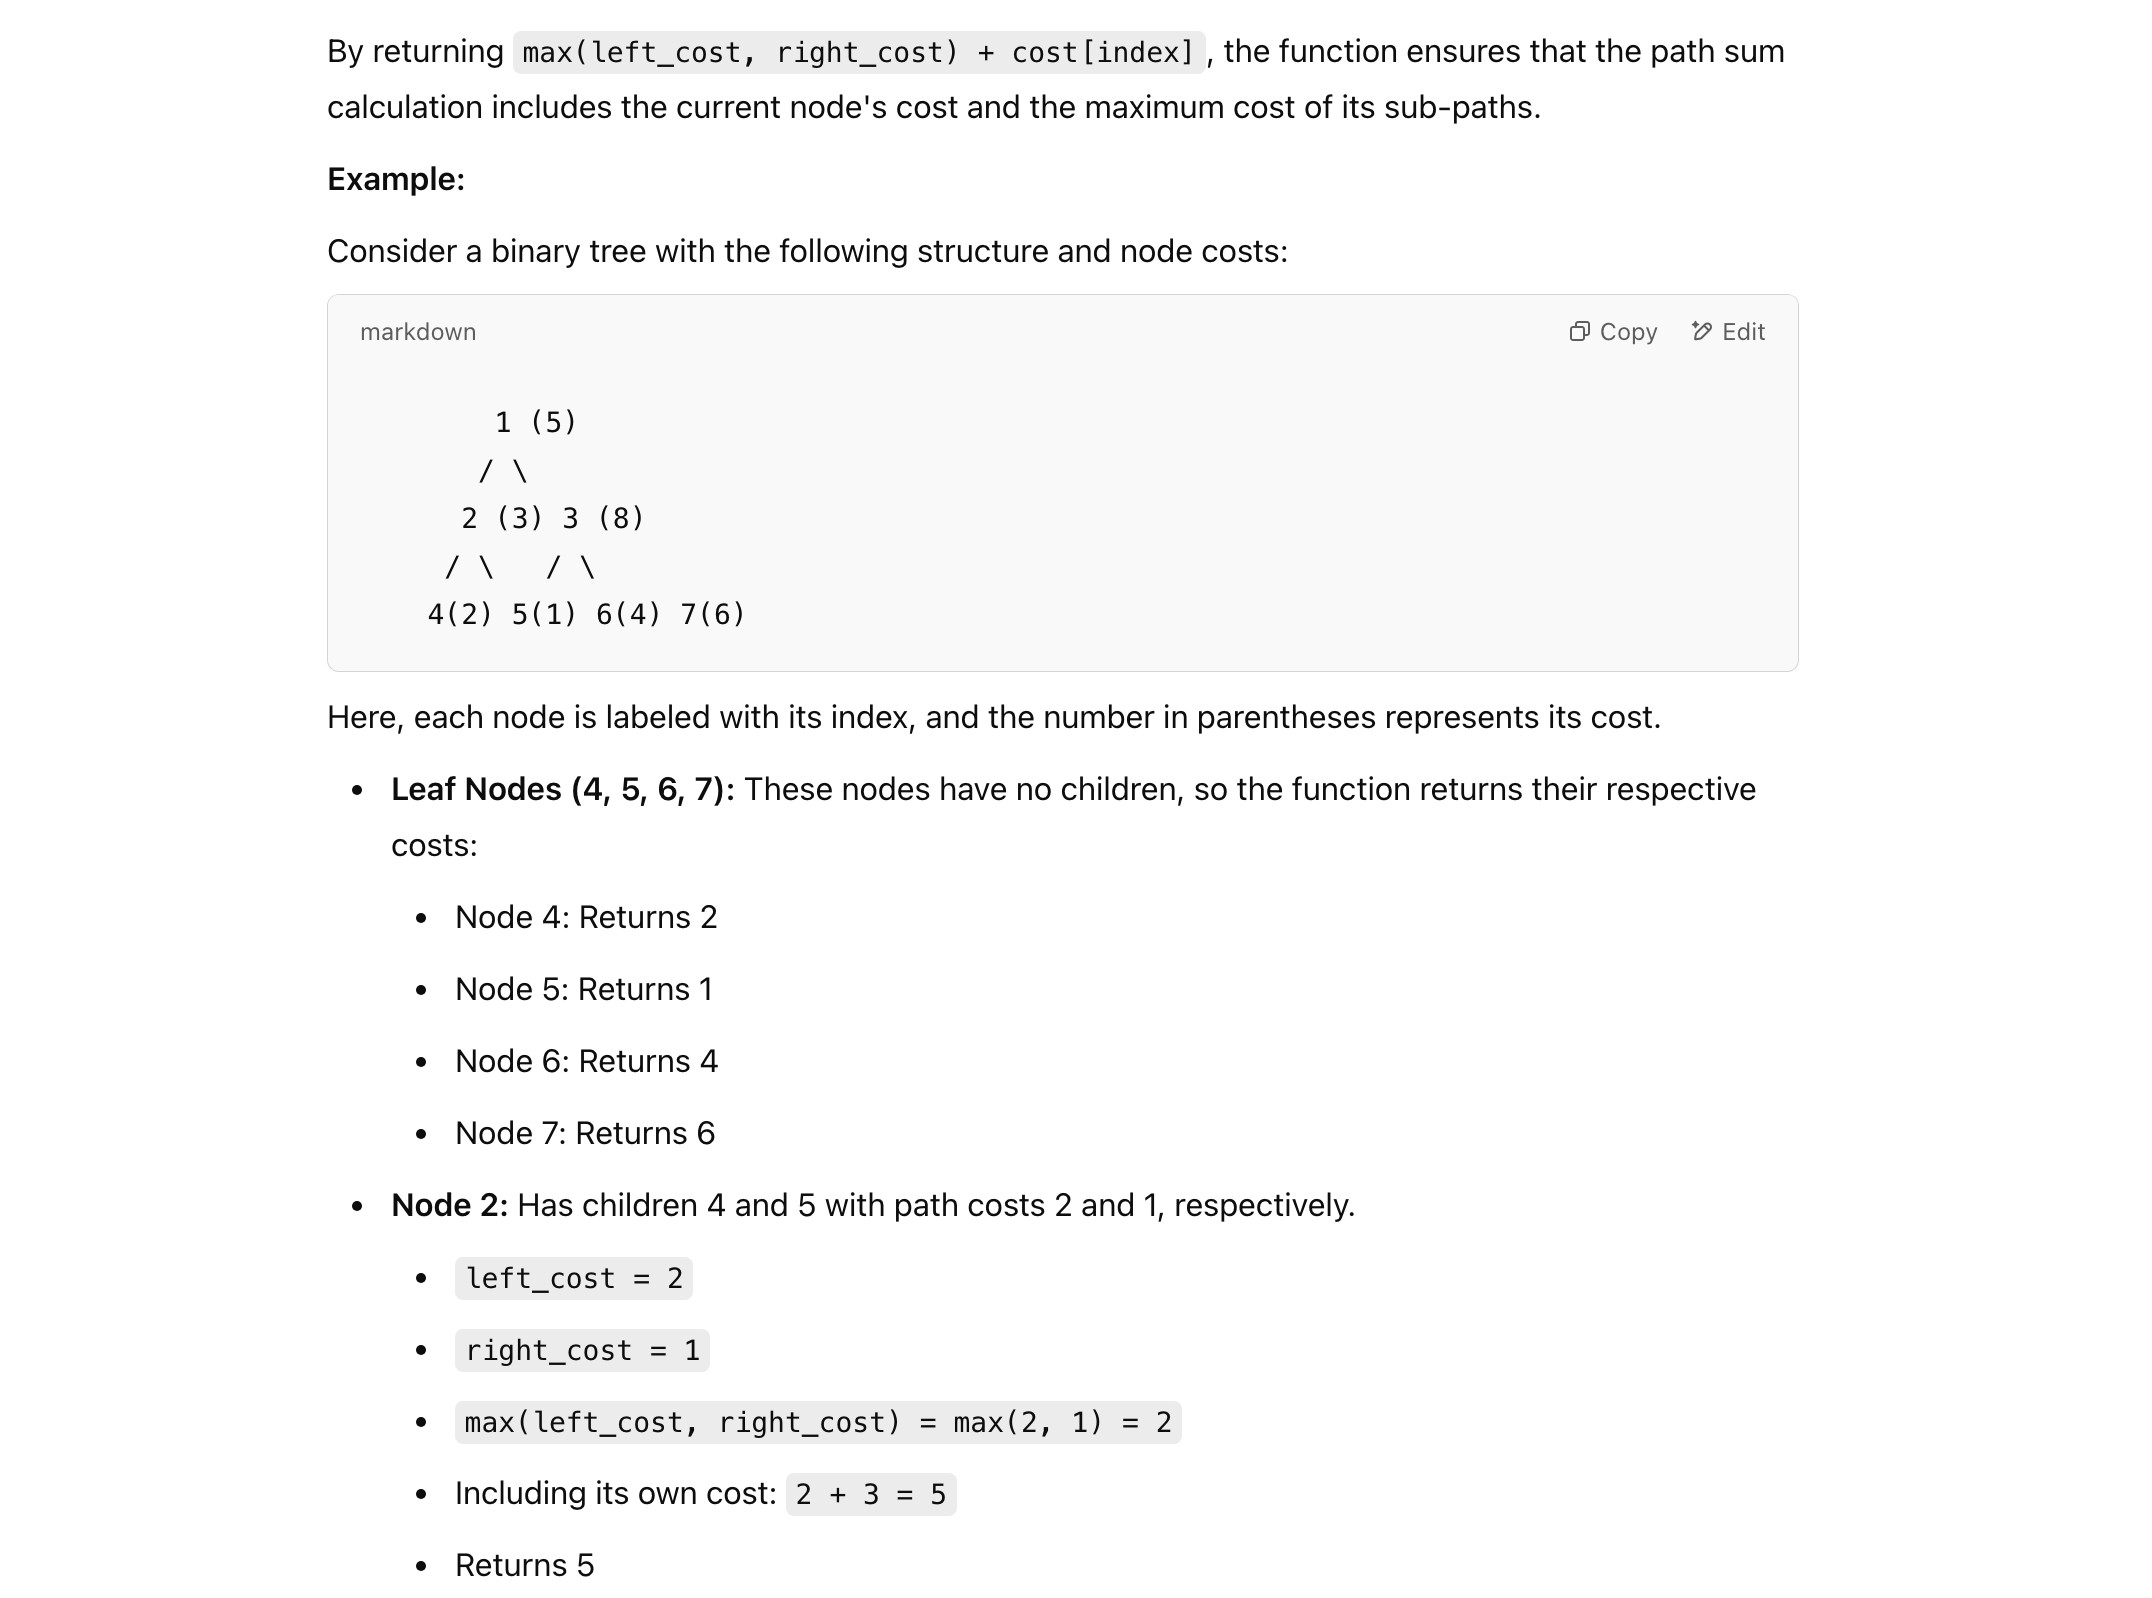 By returning max(left_cost, right_cost) + cost[index], the function ensures that the path sum
calculation includes the current node's cost and the maximum cost of its sub-paths.
Example:
Consider a binary tree with the following structure and node costs:
markdown Copy Edit
1 (5)
/ \
2 (3) 3 (8)
/ \   / \
4(2) 5(1) 6(4) 7(6)
Here, each node is labeled with its index, and the number in parentheses represents its cost.
• Leaf Nodes (4, 5, 6, 7): These nodes have no children, so the function returns their respective
costs:
• Node 4: Returns 2
• Node 5: Returns 1
• Node 6: Returns 4
• Node 7: Returns 6
• Node 2: Has children 4 and 5 with path costs 2 and 1, respectively.
• left_cost = 2
• right_cost = 1
• max(left_cost, right_cost) = max(2, 1) = 2
• Including its own cost: 2 + 3 = 5
• Returns 5